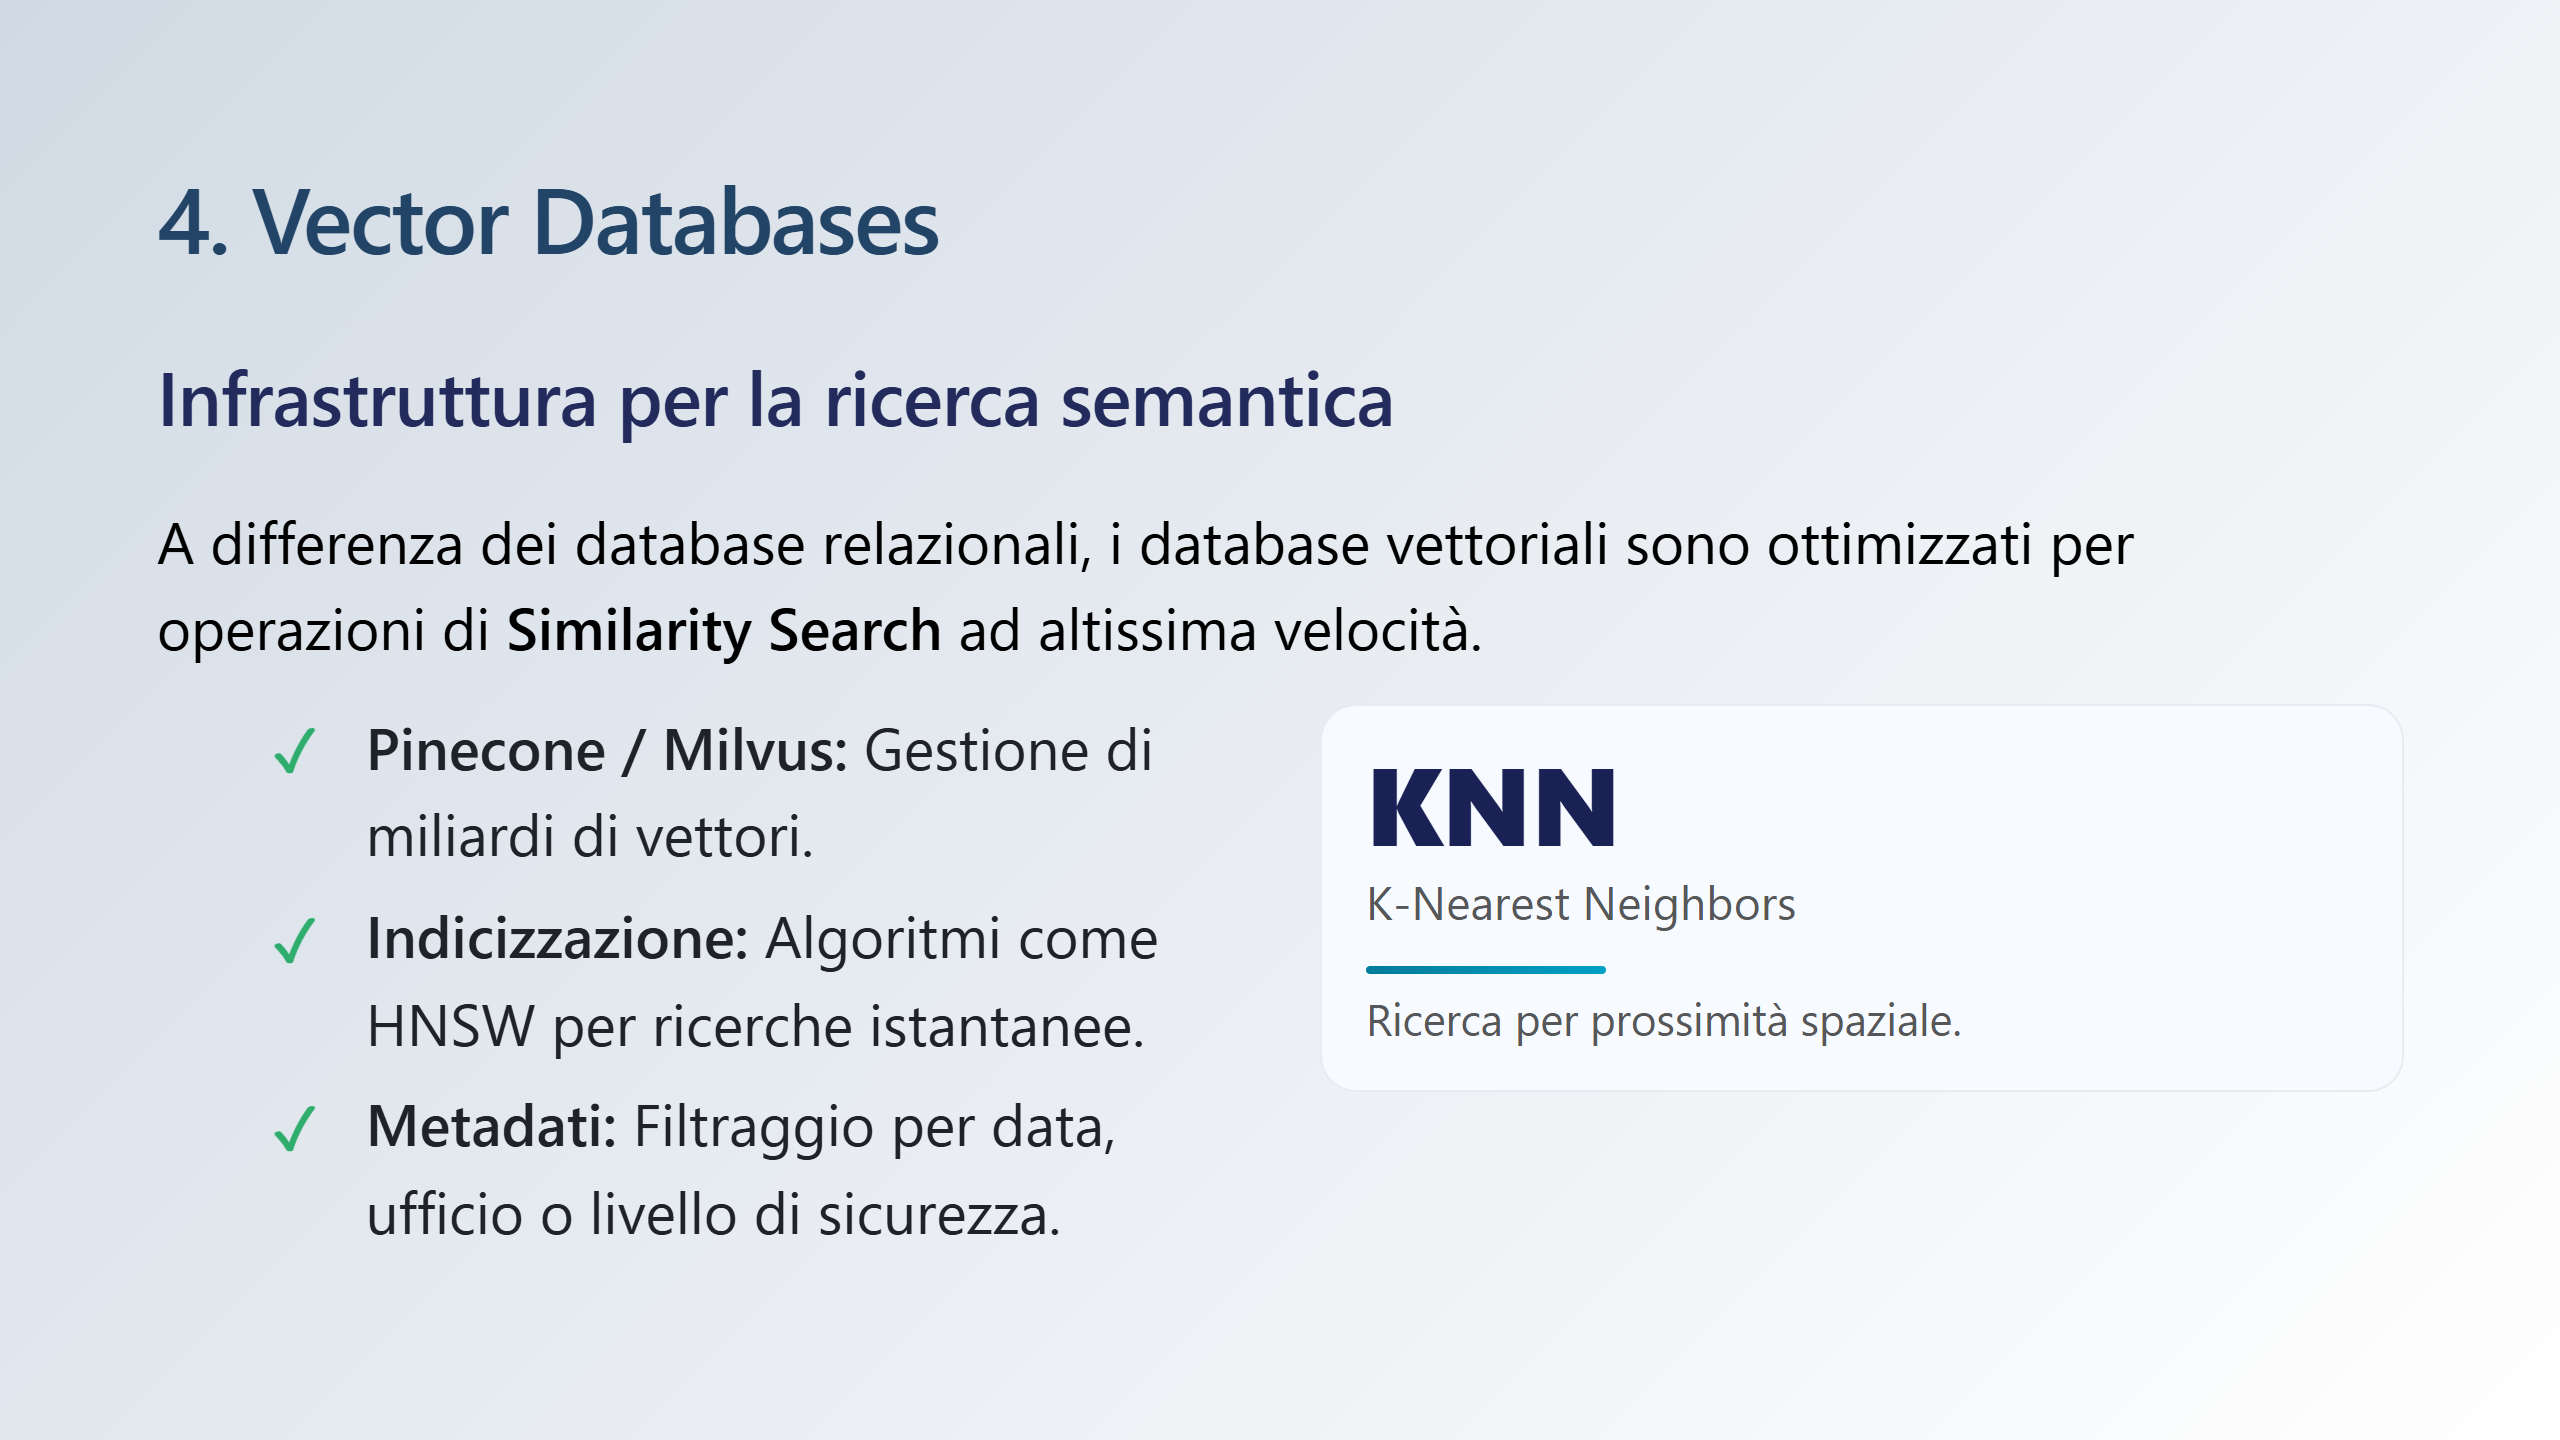 4. Vector Databases
Infrastruttura per la ricerca semantica
A differenza dei database relazionali, i database vettoriali sono ottimizzati per
operazioni di Similarity Search ad altissima velocità.
✓ Pinecone / Milvus: Gestione di
miliardi di vettori.
✓ Indicizzazione: Algoritmi come
HNSW per ricerche istantanee.
✓ Metadati: Filtraggio per data,
ufficio o livello di sicurezza.
KNN
K-Nearest Neighbors
Ricerca per prossimità spaziale.